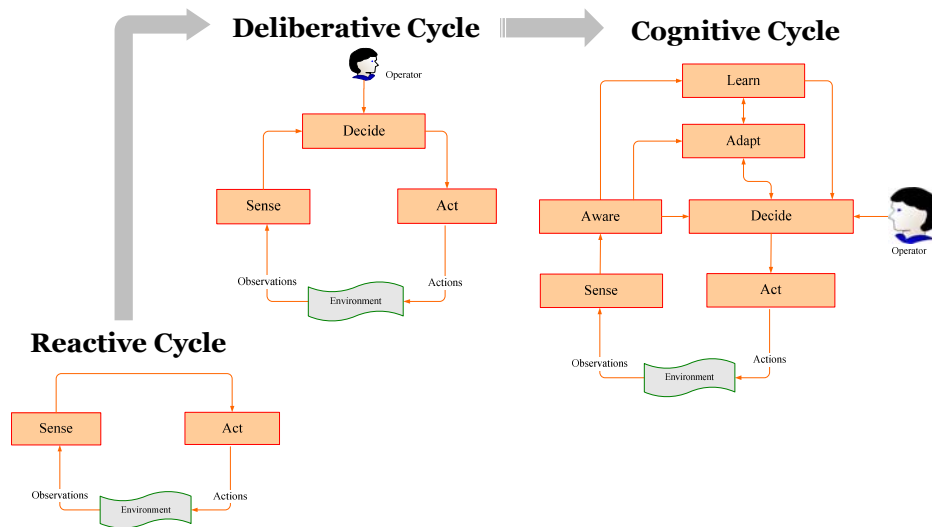 Deliberative Cycle
Cognitive Cycle
Operator
Decide
Sense
Act
Observations
Actions
Environment
Learn
Adapt
Aware
Decide
Operator
Sense
Act
Observations
Actions
Environment
Reactive Cycle
Sense
Act
Observations
Actions
Environment